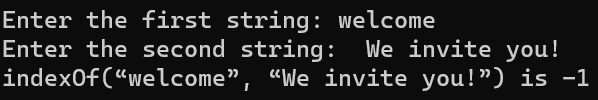 Enter the first string: welcome
Enter the second string:  We invite you!
indexOf(“welcome”, “We invite you!”) is -1